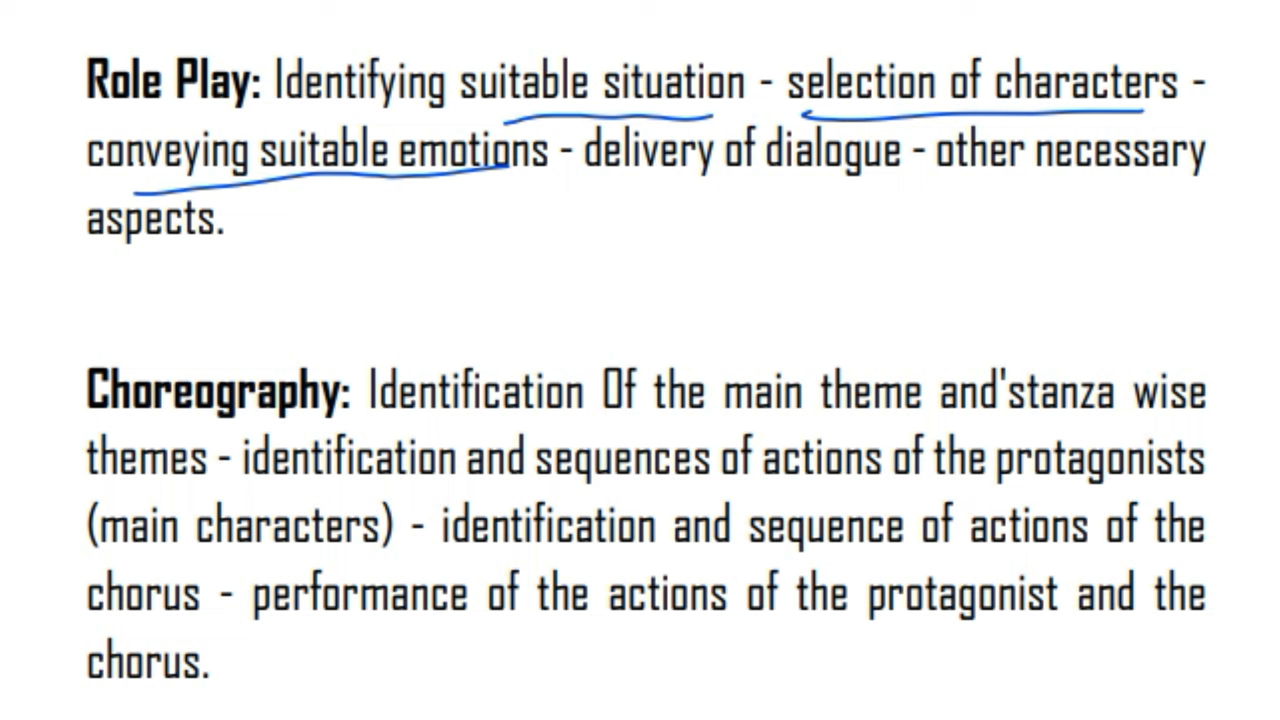 Role Play: Identifying suitable situation - selection of characters -
conveying suitable emotions - delivery of dialogue - other necessary
aspects.
Choreography: Identification Of the main theme and'stanza wise
themes - identification and sequences of actions of the protagonists
(main characters) - identification and sequence of actions of the
chorus - performance of the actions of the protagonist and the
chorus.